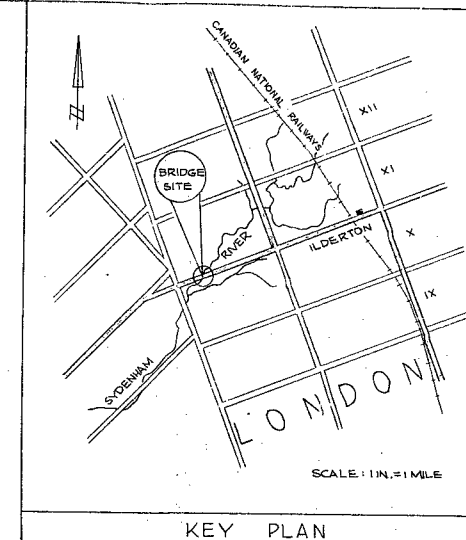 N
CANADIAN NATIONAL RAILWAYS
XII
XI
X
IX
BRIDGE
SITE
RIVER
ILDERTON
SYDENHAM
LONDON
SCALE: 1 IN. = 1 MILE
KEY PLAN